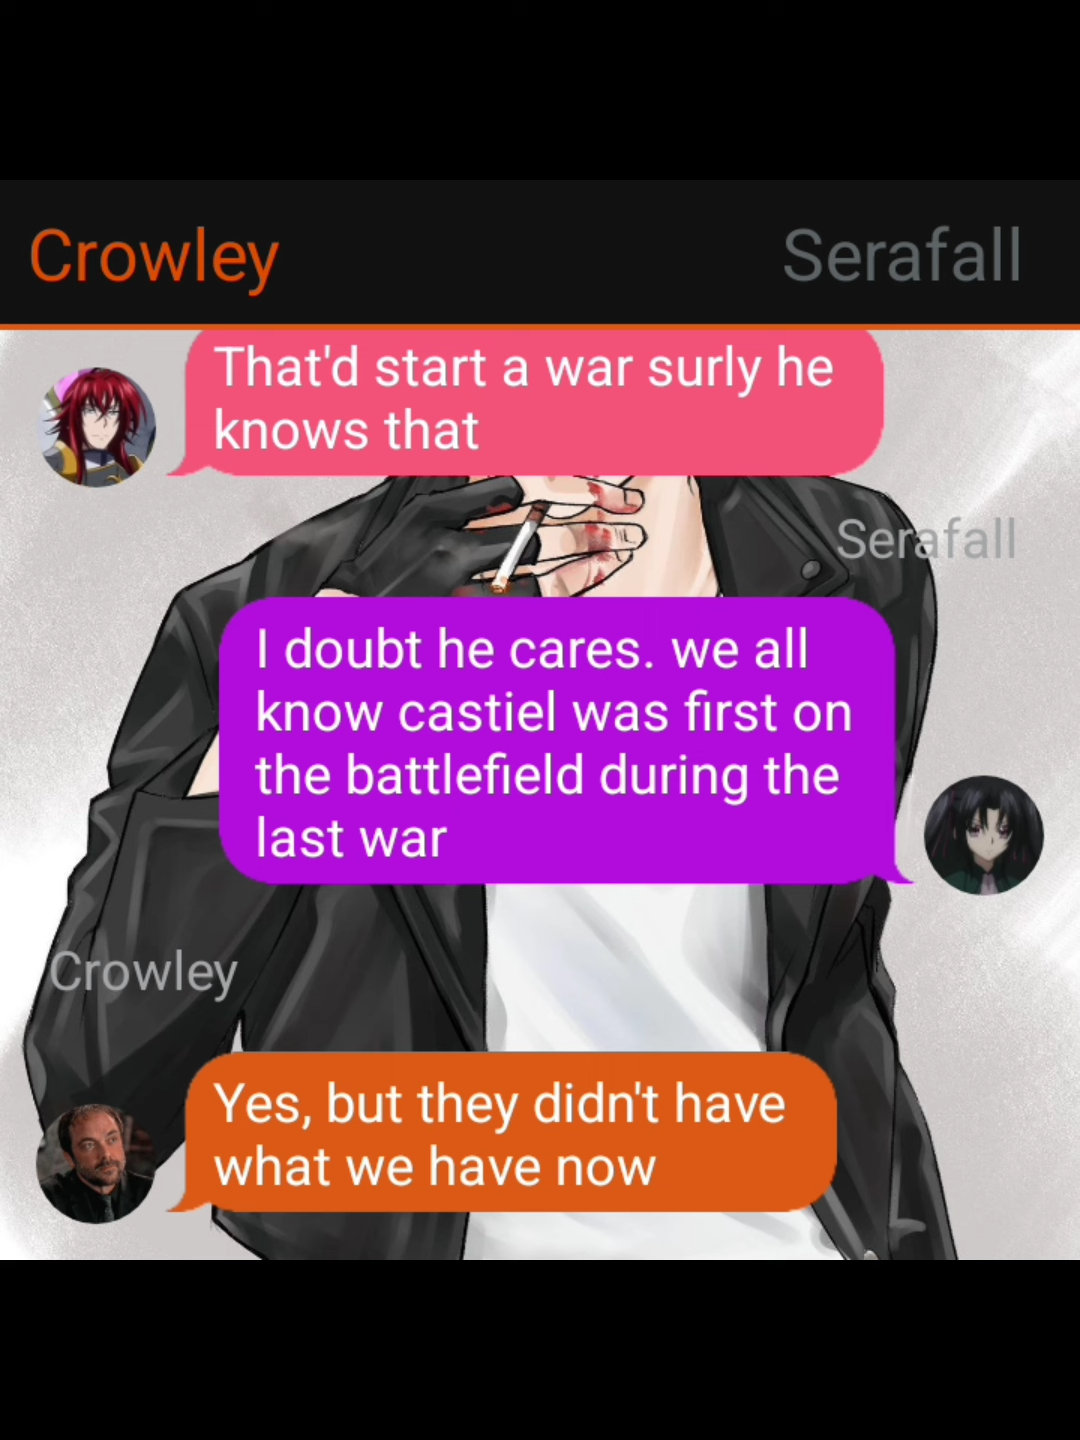 Crowley Serafall
That'd start a war surly he
knows that
Serafall
I doubt he cares. we all
know castiel was first on
the battlefield during the
last war
Crowley
Yes, but they didn't have
what we have now